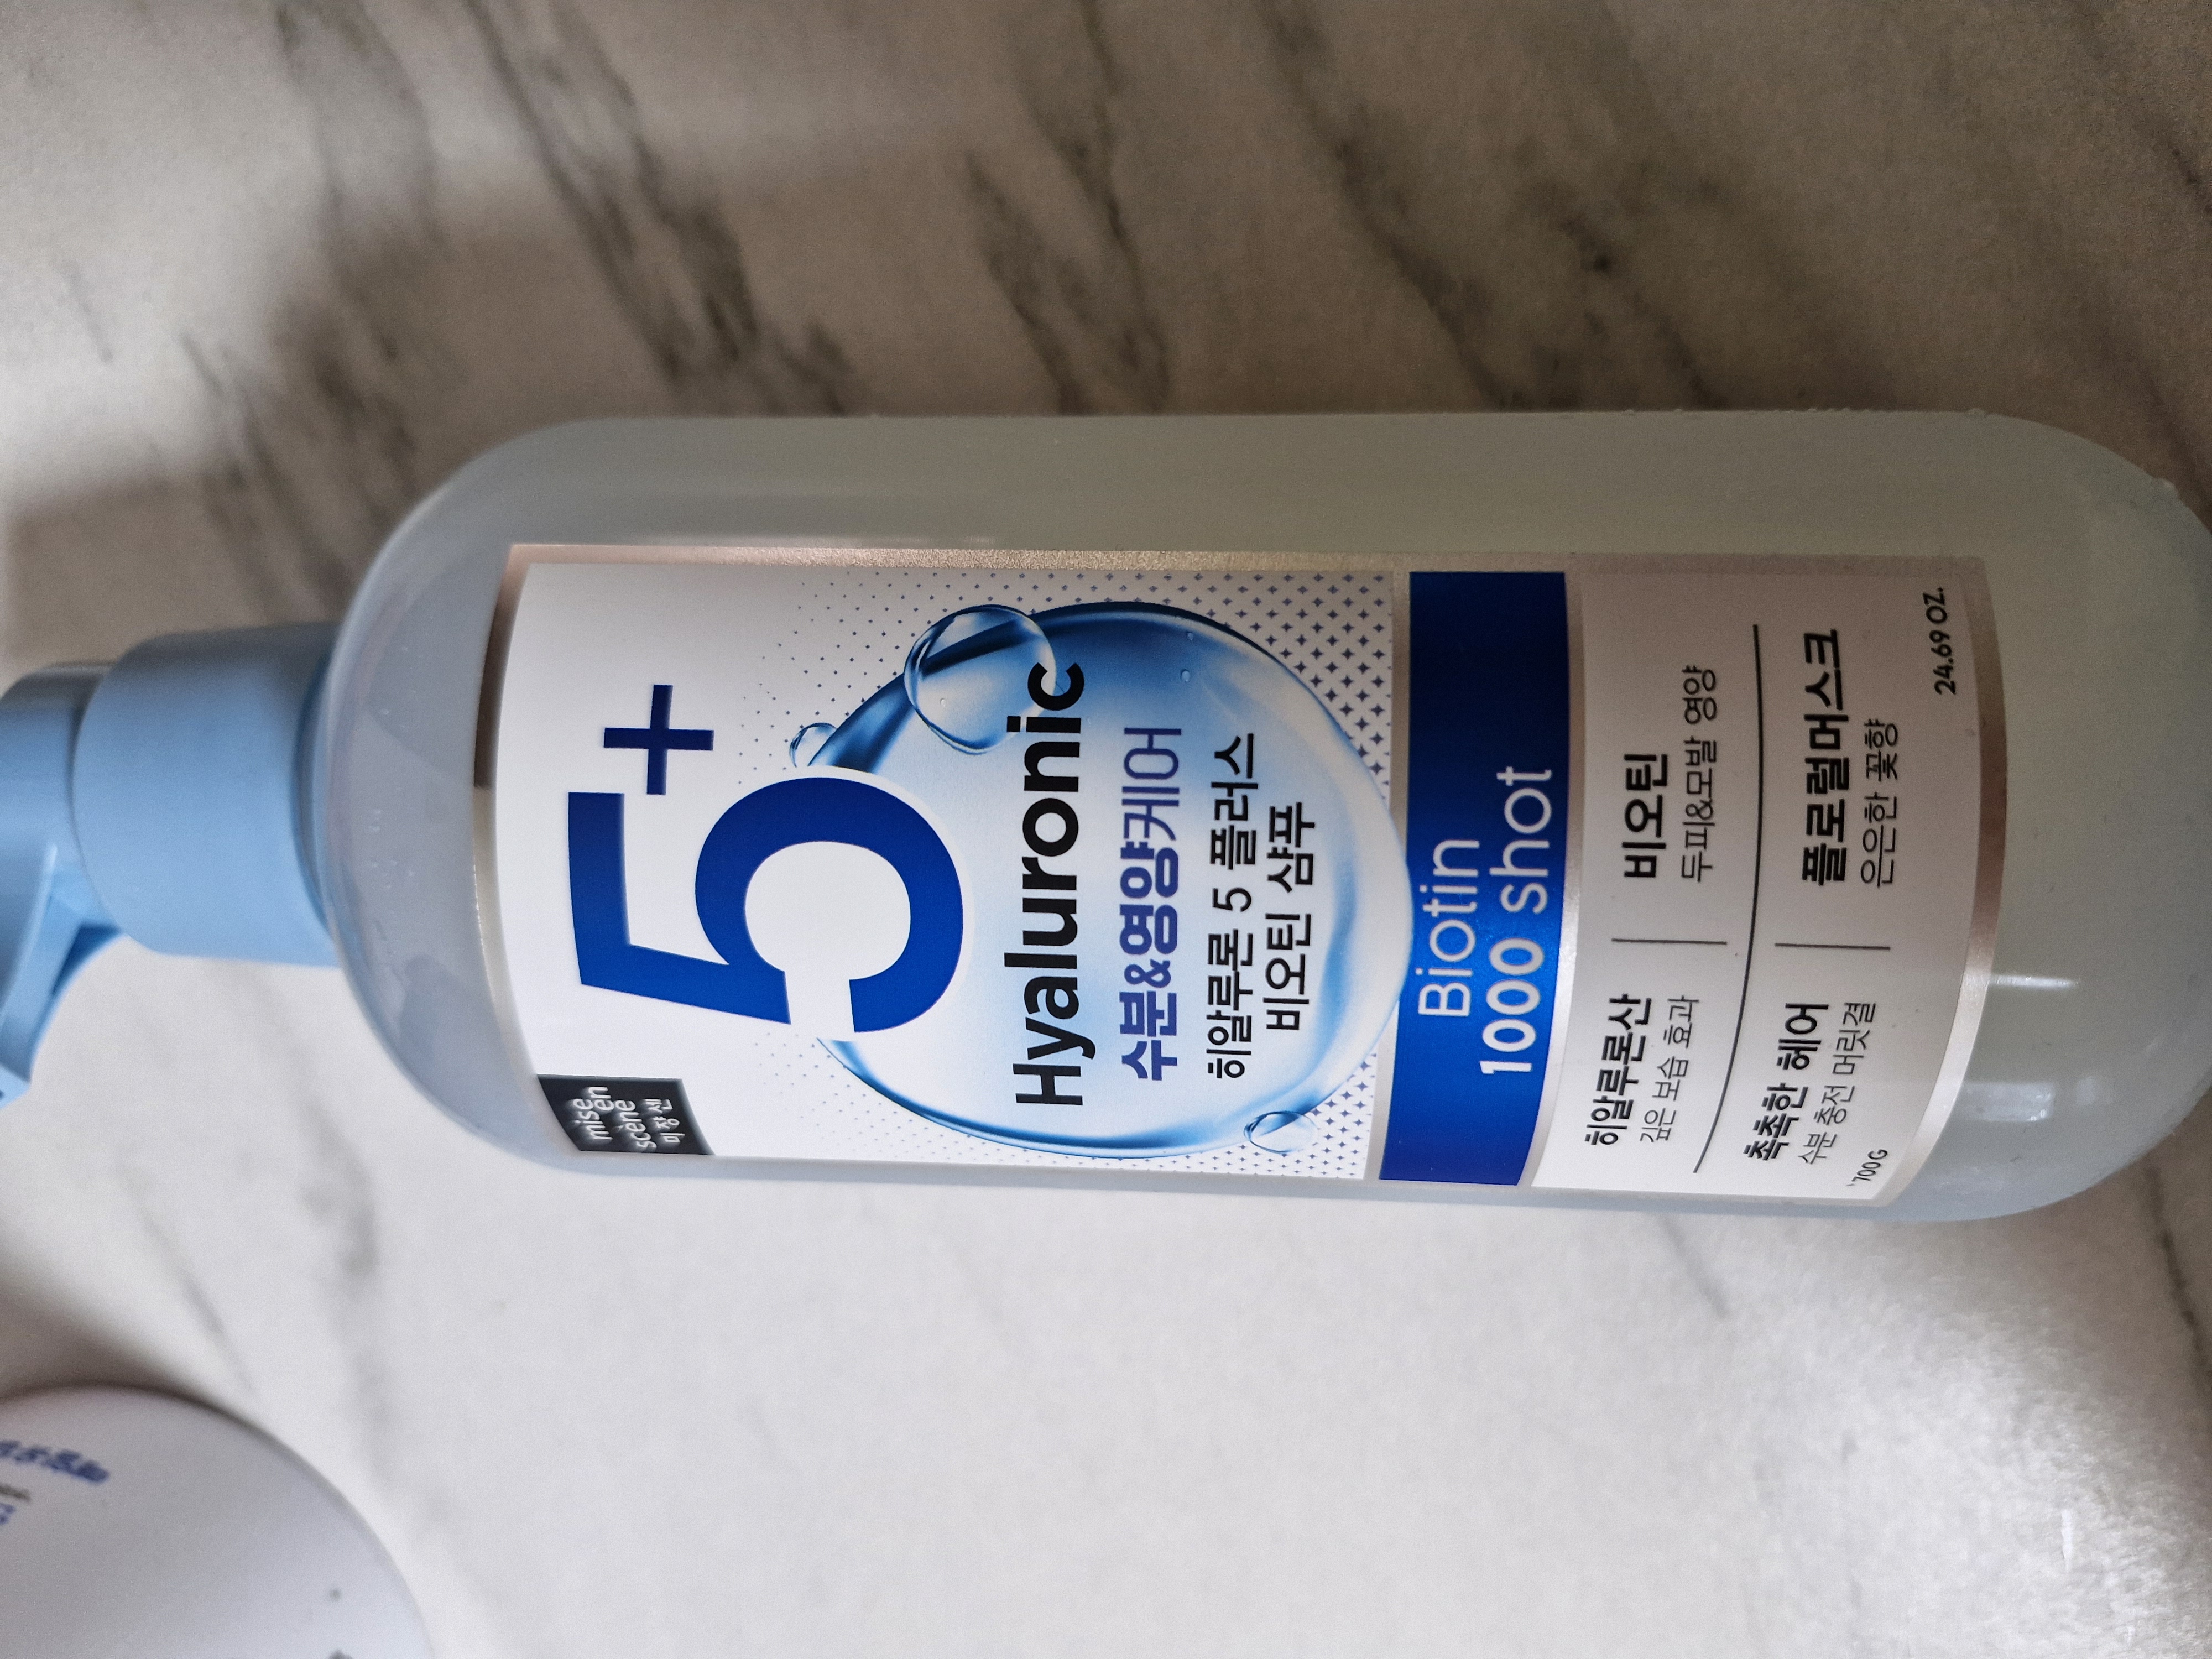 mise
en
scène
미쟝센
5+
Hyaluronic
수분&영양케어
히알루론 5 플러스
비오틴 샴푸
Biotin
1000 shot
히알루론산
깊은 보습 효과
비오틴
두피&모발 영양
촉촉한 헤어
수분 충전 머릿결
플로럴머스크
은은한 꽃향
700G
24.69 OZ.